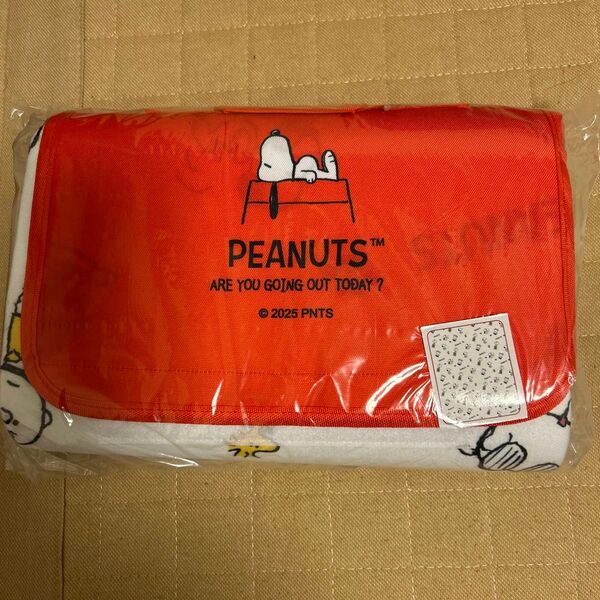 PEANUTS™
ARE YOU GOING OUT TODAY?
© 2025 PNTS